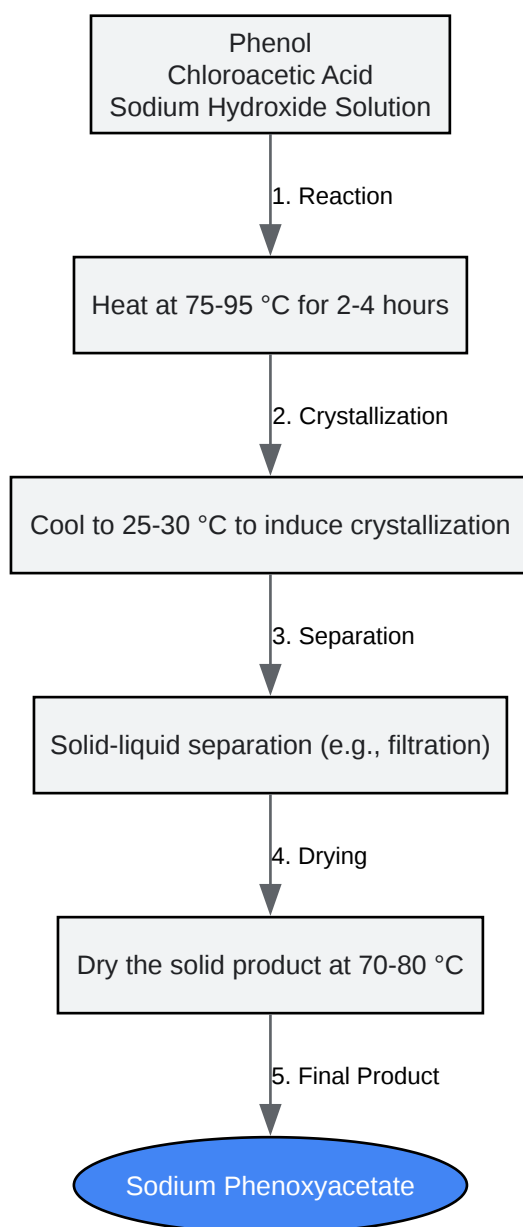 Phenol
Chloroacetic Acid
Sodium Hydroxide Solution
1. Reaction
Heat at 75-95 °C for 2-4 hours
2. Crystallization
Cool to 25-30 °C to induce crystallization
3. Separation
Solid-liquid separation (e.g., filtration)
4. Drying
Dry the solid product at 70-80 °C
5. Final Product
Sodium Phenoxyacetate